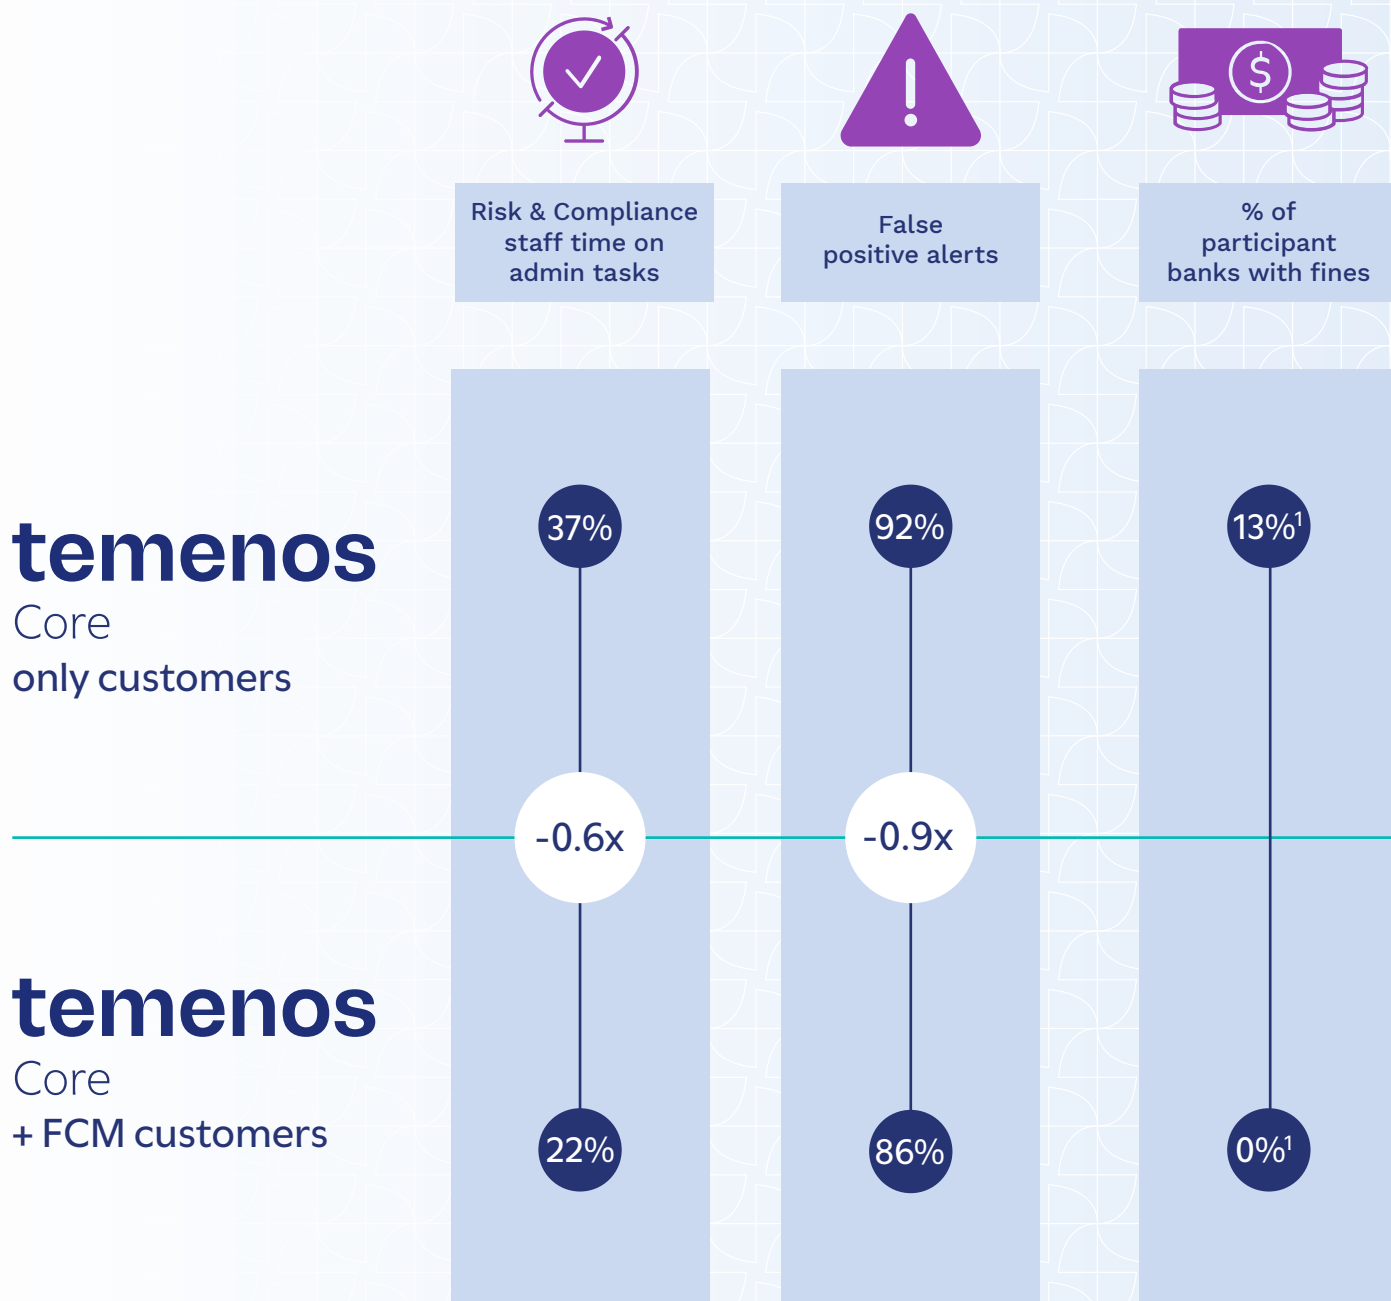 Risk & Compliance
staff time on
admin tasks
False
positive alerts
% of
participant
banks with fines
temenos
Core
only customers
37%
92%
13%¹
-0.6x
-0.9x
temenos
Core
+ FCM customers
22%
86%
0%¹